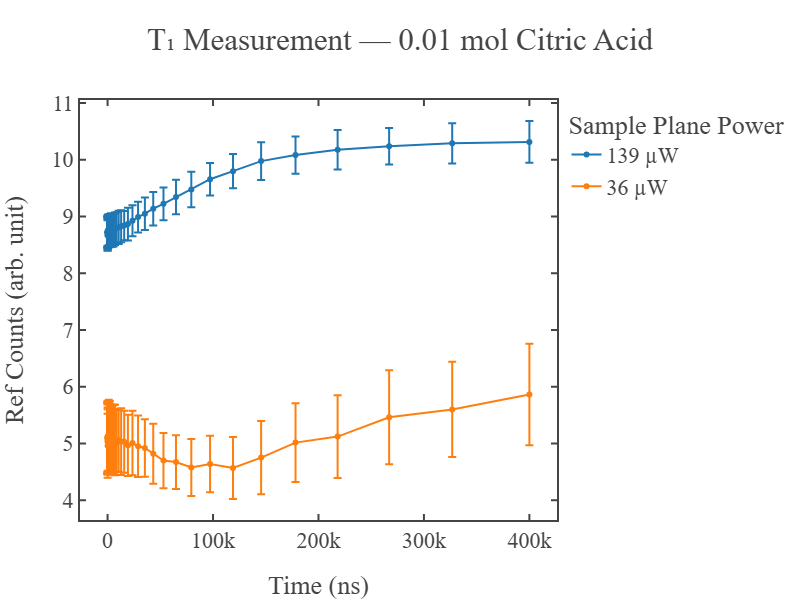 T₁ Measurement — 0.01 mol Citric Acid
Sample Plane Power
139 µW
36 µW
Ref Counts (arb. unit)
11
10
9
8
7
6
5
4
0
100k
200k
300k
400k
Time (ns)